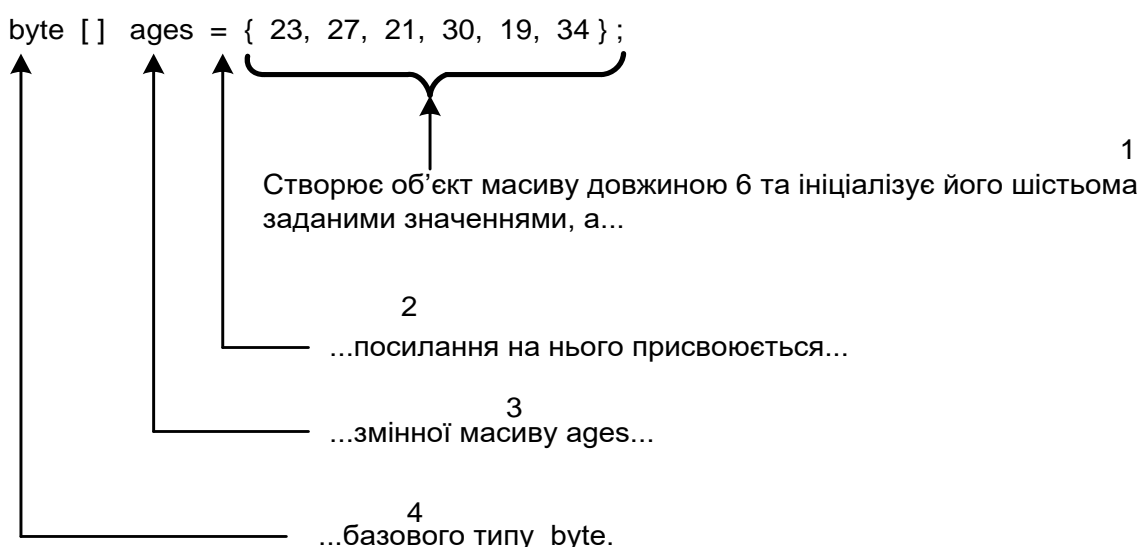 byte [ ] ages = { 23, 27, 21, 30, 19, 34 } ;
1
Створює об’єкт масиву довжиною 6 та ініціалізує його шістьома
заданими значеннями, а...
2
...посилання на нього присвоюється...
3
...змінної масиву ages...
4
...базового типу byte.